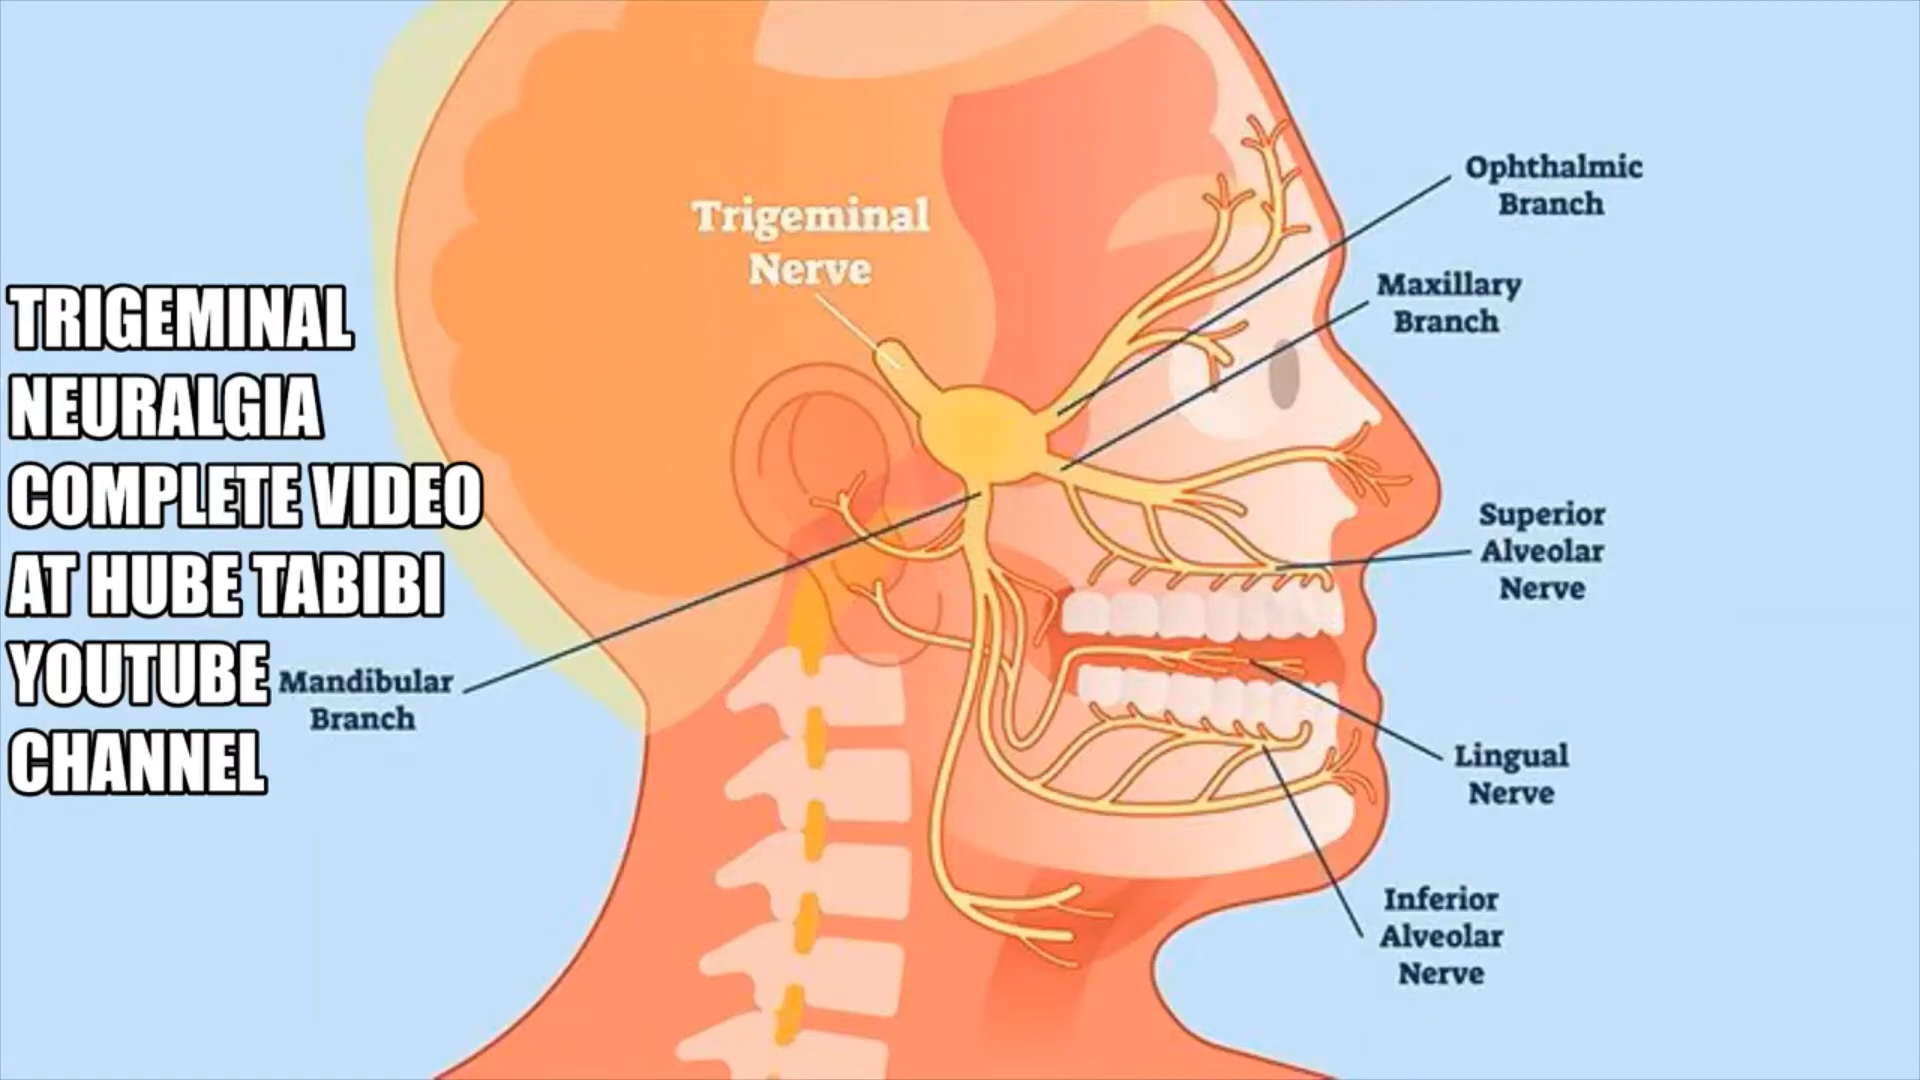 TRIGEMINAL
NEURALGIA
COMPLETE VIDEO
AT HUBE TABIBI
YOUTUBE
CHANNEL
Trigeminal
Nerve
Ophthalmic
Branch
Maxillary
Branch
Superior
Alveolar
Nerve
Mandibular
Branch
Lingual
Nerve
Inferior
Alveolar
Nerve